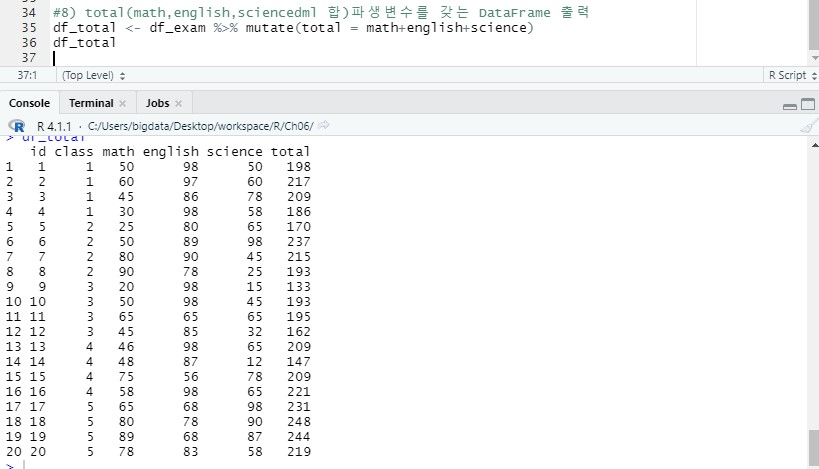 34 #8) total(math,english,sciencedml 합)파생변수를 갖는 DataFrame 출력
35 df_total <- df_exam %>% mutate(total = math+english+science)
36 df_total
37
37:1 (Top Level) R Script
Console Terminal Jobs
R R 4.1.1 · C:/Users/bigdata/Desktop/workspace/R/Ch06/
> df_total
id class math english science total
1 1 1 50 98 50 198
2 2 1 60 97 60 217
3 3 1 45 86 78 209
4 4 1 30 98 58 186
5 5 2 25 80 65 170
6 6 2 50 89 98 237
7 7 2 80 90 45 215
8 8 2 90 78 25 193
9 9 3 20 98 15 133
10 10 3 50 98 45 193
11 11 3 65 65 65 195
12 12 3 45 85 32 162
13 13 4 46 98 65 209
14 14 4 48 87 12 147
15 15 4 75 56 78 209
16 16 4 58 98 65 221
17 17 5 65 68 98 231
18 18 5 80 78 90 248
19 19 5 89 68 87 244
20 20 5 78 83 58 219
>